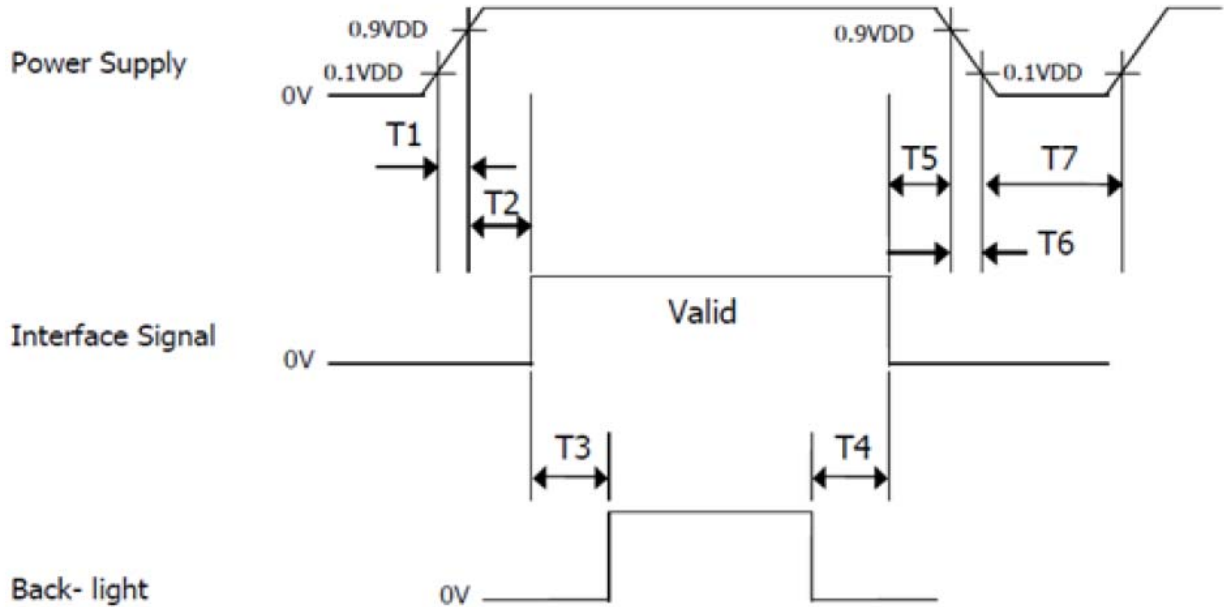 0.9VDD
0.9VDD
Power Supply
0.1VDD
0.1VDD
0V
T1
T5
T7
T2
T6
Valid
Interface Signal
0V
T3
T4
Back- light
0V